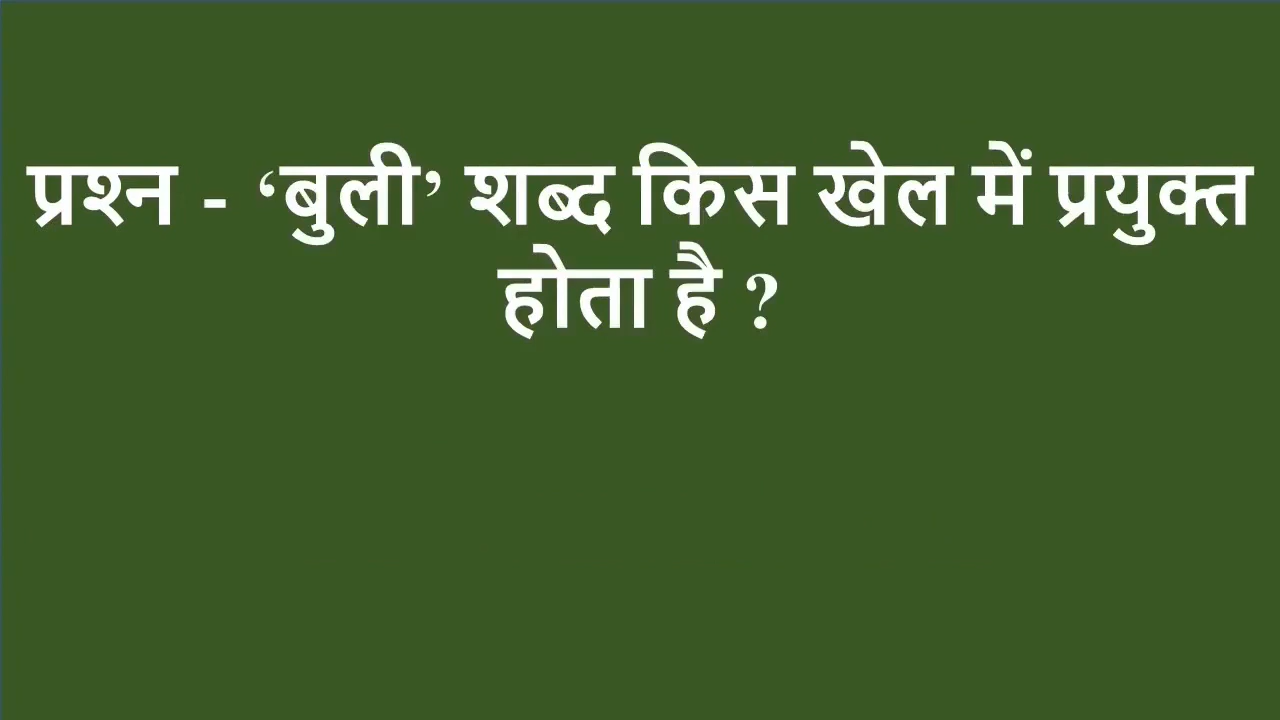 प्रश्न - ‘बुली’ शब्द किस खेल में प्रयुक्त
होता है ?